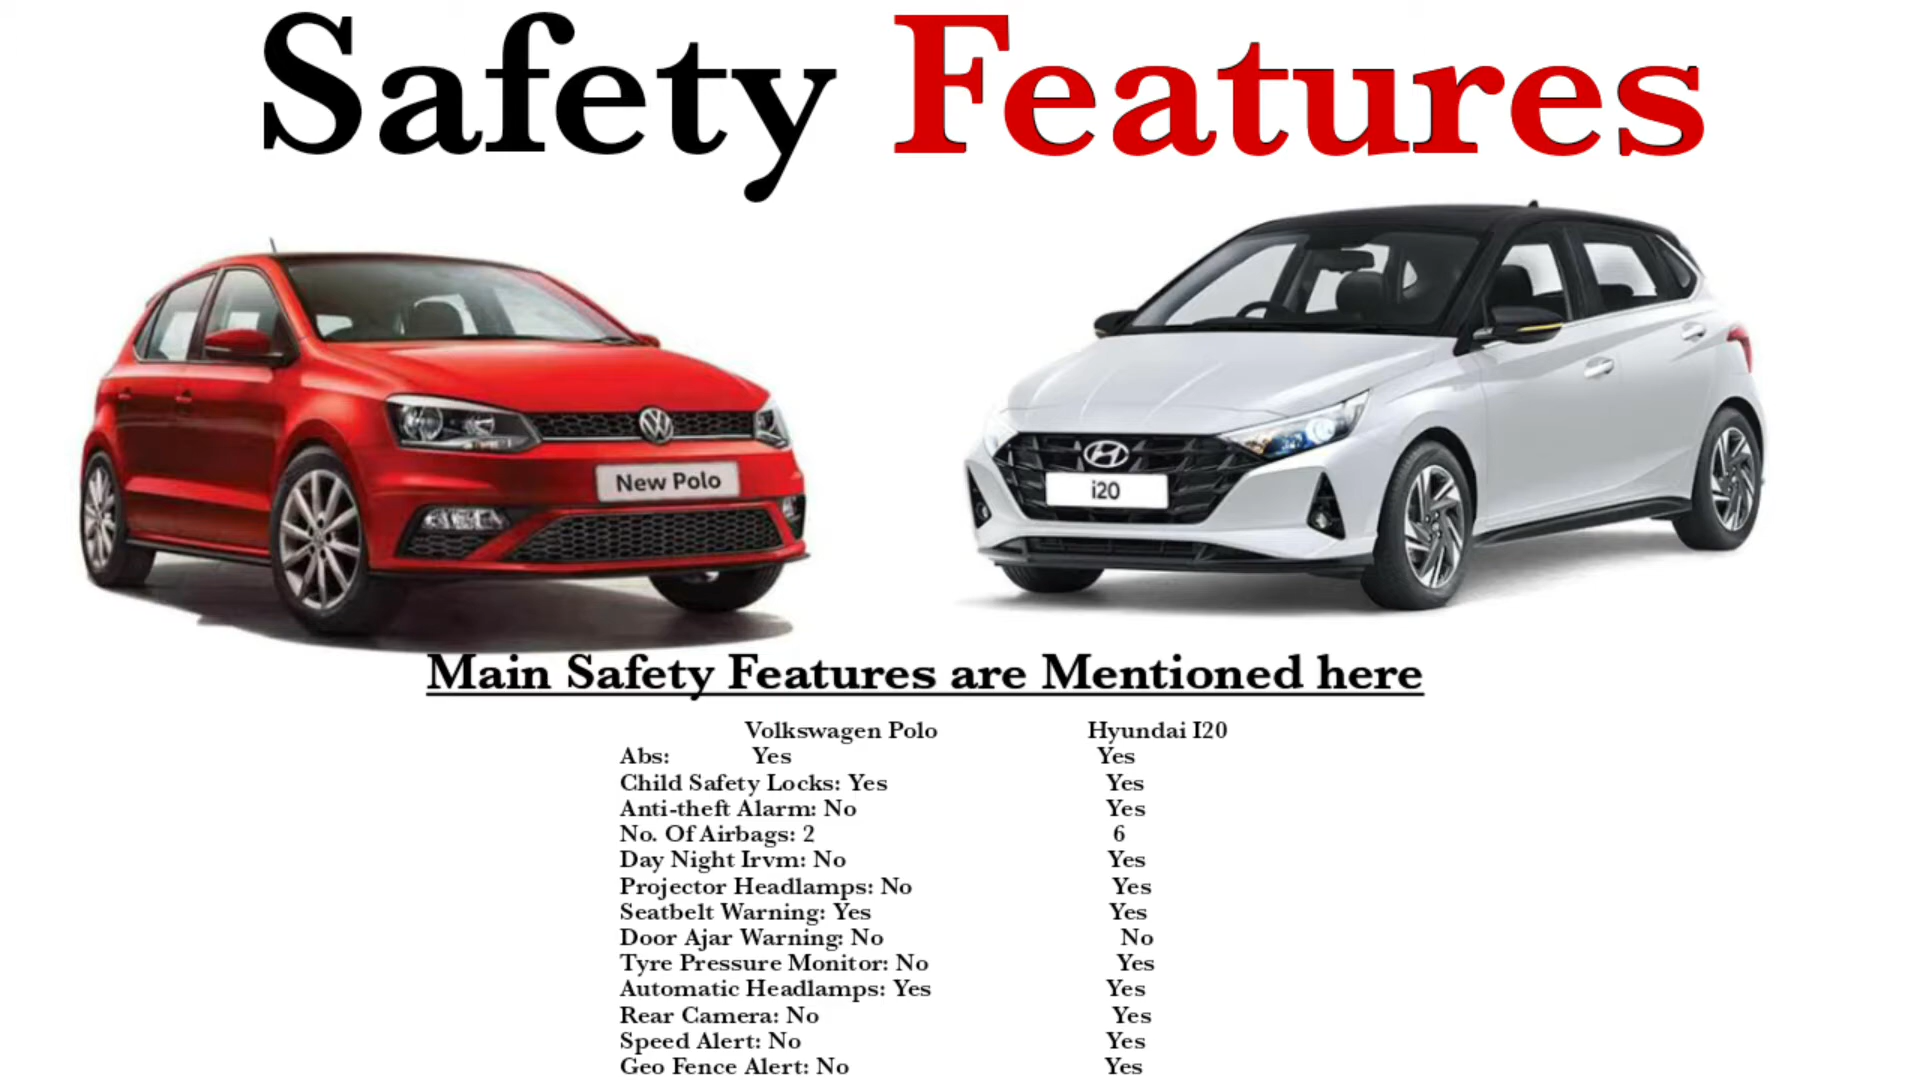 Safety Features
New Polo
i20
Main Safety Features are Mentioned here
Volkswagen Polo Hyundai I20
Abs: Yes Yes
Child Safety Locks: Yes Yes
Anti-theft Alarm: No Yes
No. Of Airbags: 2 6
Day Night Irvm: No Yes
Projector Headlamps: No Yes
Seatbelt Warning: Yes Yes
Door Ajar Warning: No No
Tyre Pressure Monitor: No Yes
Automatic Headlamps: Yes Yes
Rear Camera: No Yes
Speed Alert: No Yes
Geo Fence Alert: No Yes